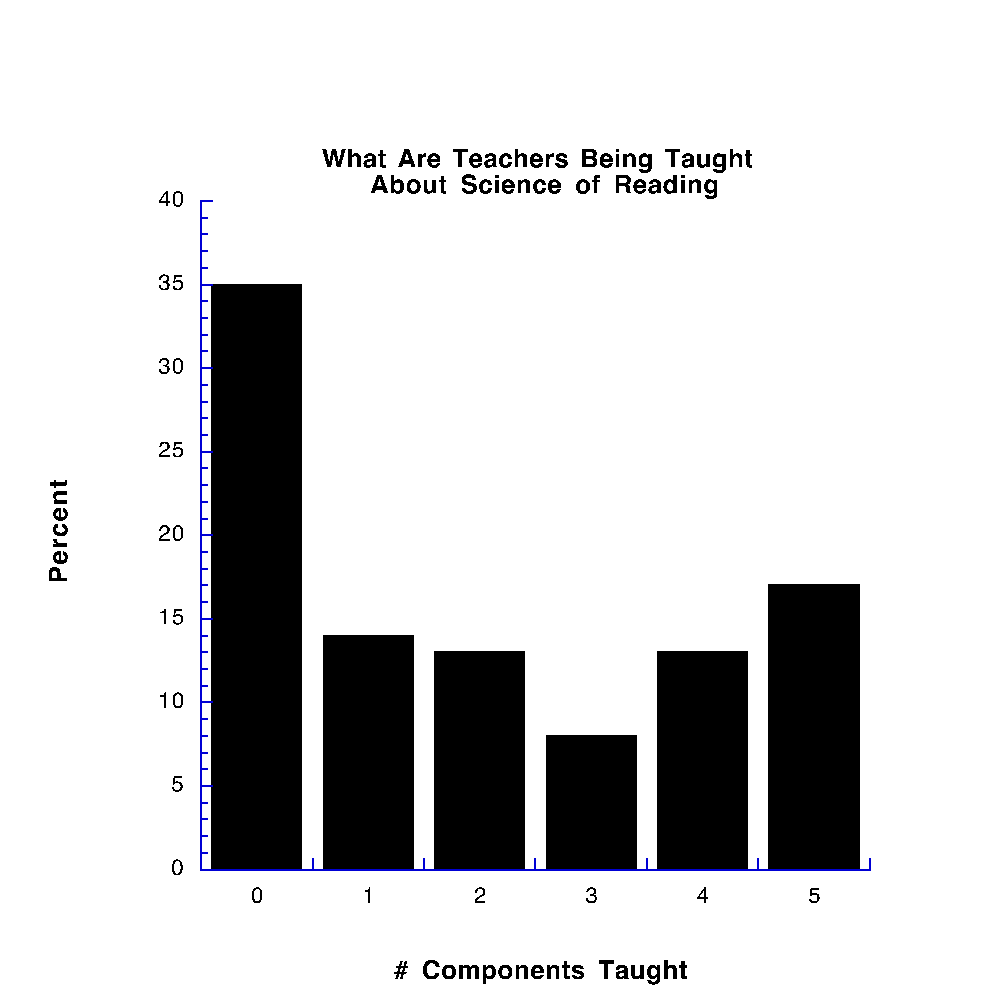 What Are Teachers Being Taught
About Science of Reading
40
35
30
25
20
15
10
5
0
Percent
0 1 2 3 4 5
# Components Taught